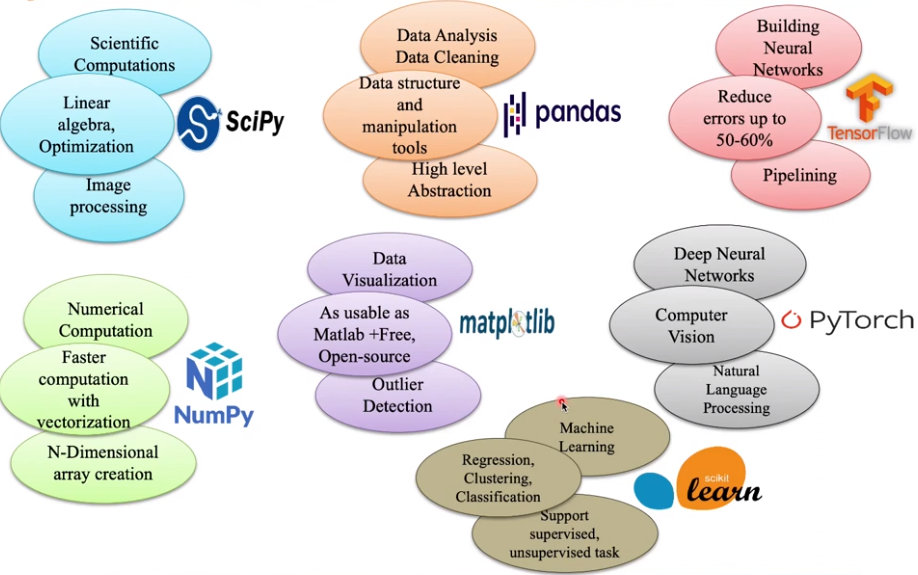 Scientific
Computations
Linear
algebra,
Optimization
Image
processing
SciPy
Data Analysis
Data Cleaning
Data structure
and
manipulation
tools
High level
Abstraction
pandas
Building
Neural
Networks
Reduce
errors up to
50-60%
Pipelining
TensorFlow
Numerical
Computation
Faster
computation
with
vectorization
N-Dimensional
array creation
NumPy
Data
Visualization
As usable as
Matlab +Free,
Open-source
Outlier
Detection
matplotlib
Deep Neural
Networks
Computer
Vision
Natural
Language
Processing
PyTorch
Machine
Learning
Regression,
Clustering,
Classification
Support
supervised,
unsupervised task
scikit
learn